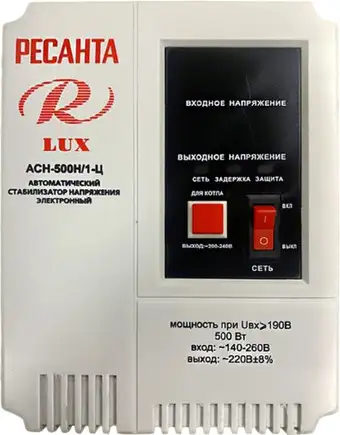 РЕСАНТА
R
LUX
АСН-500Н/1-Ц
АВТОМАТИЧЕСКИЙ
СТАБИЛИЗАТОР НАПРЯЖЕНИЯ
ЭЛЕКТРОННЫЙ
ВХОДНОЕ НАПРЯЖЕНИЕ
ВЫХОДНОЕ НАПРЯЖЕНИЕ
СЕТЬ ЗАДЕРЖКА ЗАЩИТА
ДЛЯ КОТЛА
ВКЛ
ВЫХОД:~200-240В
ВЫКЛ
СЕТЬ
мощность при Uвх⩾190В
500 Вт
вход: ~140-260В
выход: ~220В±8%